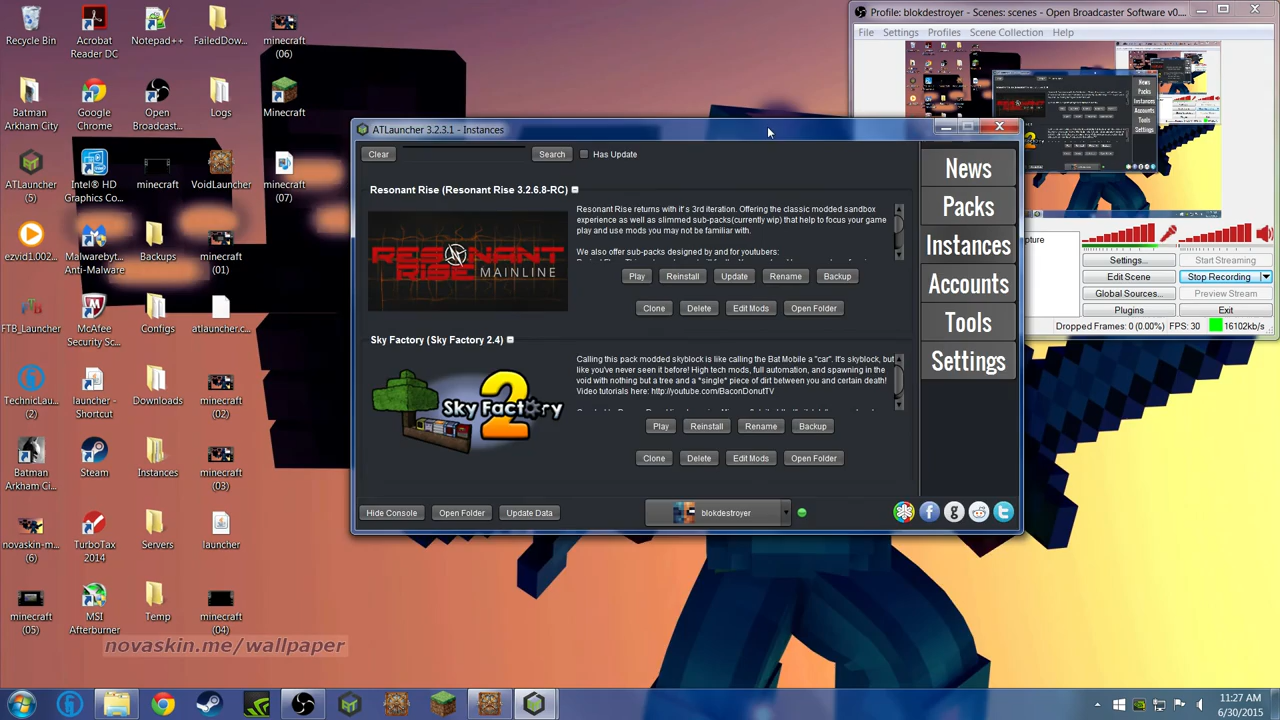 Recycle Bin
Acrobat
Reader DC
Notepad++
FailedDow...
minecraft
(06)
Batman
Arkham City
Google
Chrome
Open
Broadcast...
Logs
Minecraft
ATLauncher
(5)
Intel® HD
Graphics Co...
minecraft
VoidLauncher
minecraft
(07)
Malwareby...
Anti-Malware
Backups
minecraft
(01)
FTB_Launcher
McAfee
Security Sc...
Configs
atlauncher.c...
TechnicLau...
(2)
launcher -
Shortcut
Downloads
minecraft
(02)
Batman
Arkham Ci...
Steam
Instances
minecraft
(03)
novaskin-m...
(6)
TurboTax
2014
Servers
launcher
minecraft
(05)
MSI
Afterburner
Temp
minecraft
(04)
novaskin.me/wallpaper
Profile: blokdestroyer - Scenes: scenes - Open Broadcaster Software v0....
File Settings Profiles Scene Collection Help
News
Packs
Instances
Accounts
Tools
Settings
Settings...
Start Streaming
Edit Scene
Stop Recording
Global Sources...
Preview Stream
Plugins
Exit
Dropped Frames: 0 (0.00%) FPS: 30 16102kb/s
ATLauncher 3.2.3.1 -
Clear
Search
Has Update
Resonant Rise (Resonant Rise 3.2.6.8-RC)
MAINLINE
Resonant Rise returns with it's 3rd iteration. Offering the classic modded sandbox
experience as well as slimmed sub-packs(currently wip) that help to focus your game
play and use mods you may not be familiar with.
We also offer sub-packs designed by and for youtubers:
Play Reinstall Update Rename Backup
Clone Delete Edit Mods Open Folder
Sky Factory (Sky Factory 2.4)
Sky Factory
2
Calling this pack modded skyblock is like calling the Bat Mobile a "car". It's skyblock, but
like you've never seen it before! High tech mods, full automation, and spawning in the
void with nothing but a tree and a *single* piece of dirt between you and certain death!
Video tutorials here: http://youtube.com/BaconDonutTV
Play Reinstall Rename Backup
Clone Delete Edit Mods Open Folder
News
Packs
Instances
Accounts
Tools
Settings
Hide Console Open Folder Update Data
blokdestroyer
11:27 AM
6/30/2015